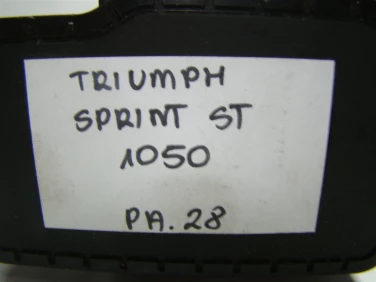 TRIUMPH
SPRINT ST
1050
PA.28